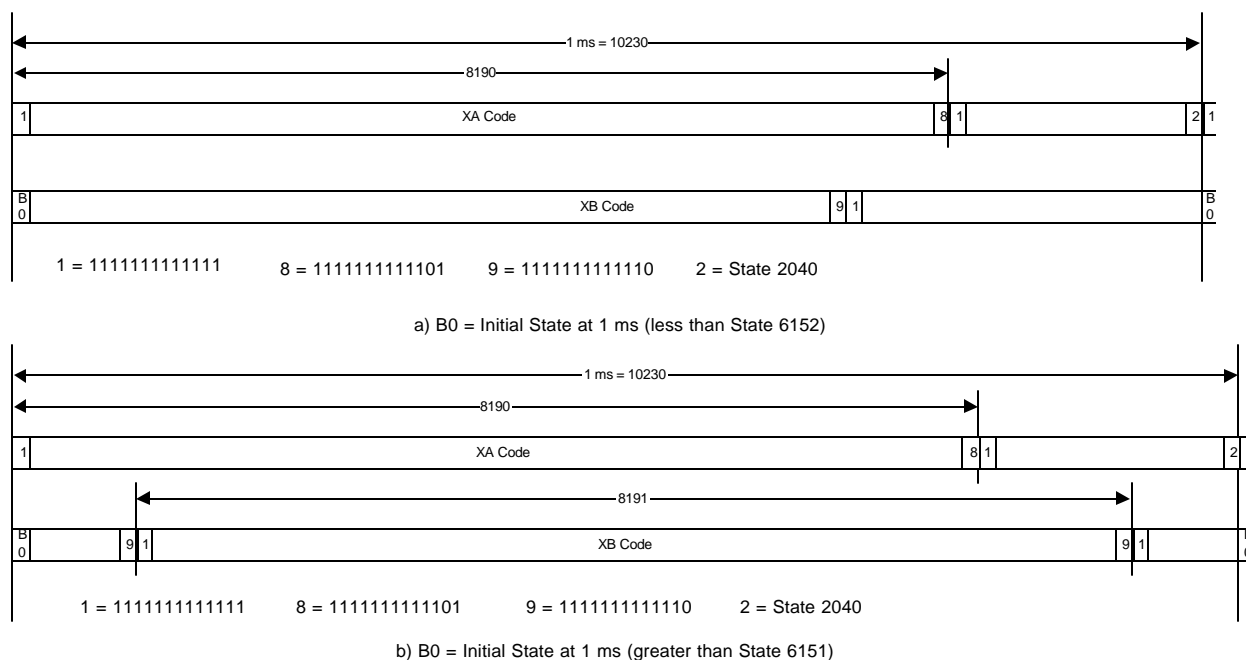 1 ms = 10230
8190
1 XA Code 8 1 2 1
B 0 XB Code 9 1 B 0
1 = 1111111111111 8 = 1111111111101 9 = 1111111111110 2 = State 2040
a) B0 = Initial State at 1 ms (less than State 6152)
1 ms = 10230
8190
1 XA Code 8 1 2
8191
B 0 9 1 XB Code 9 1
1 = 1111111111111 8 = 1111111111101 9 = 1111111111110 2 = State 2040
b) B0 = Initial State at 1 ms (greater than State 6151)